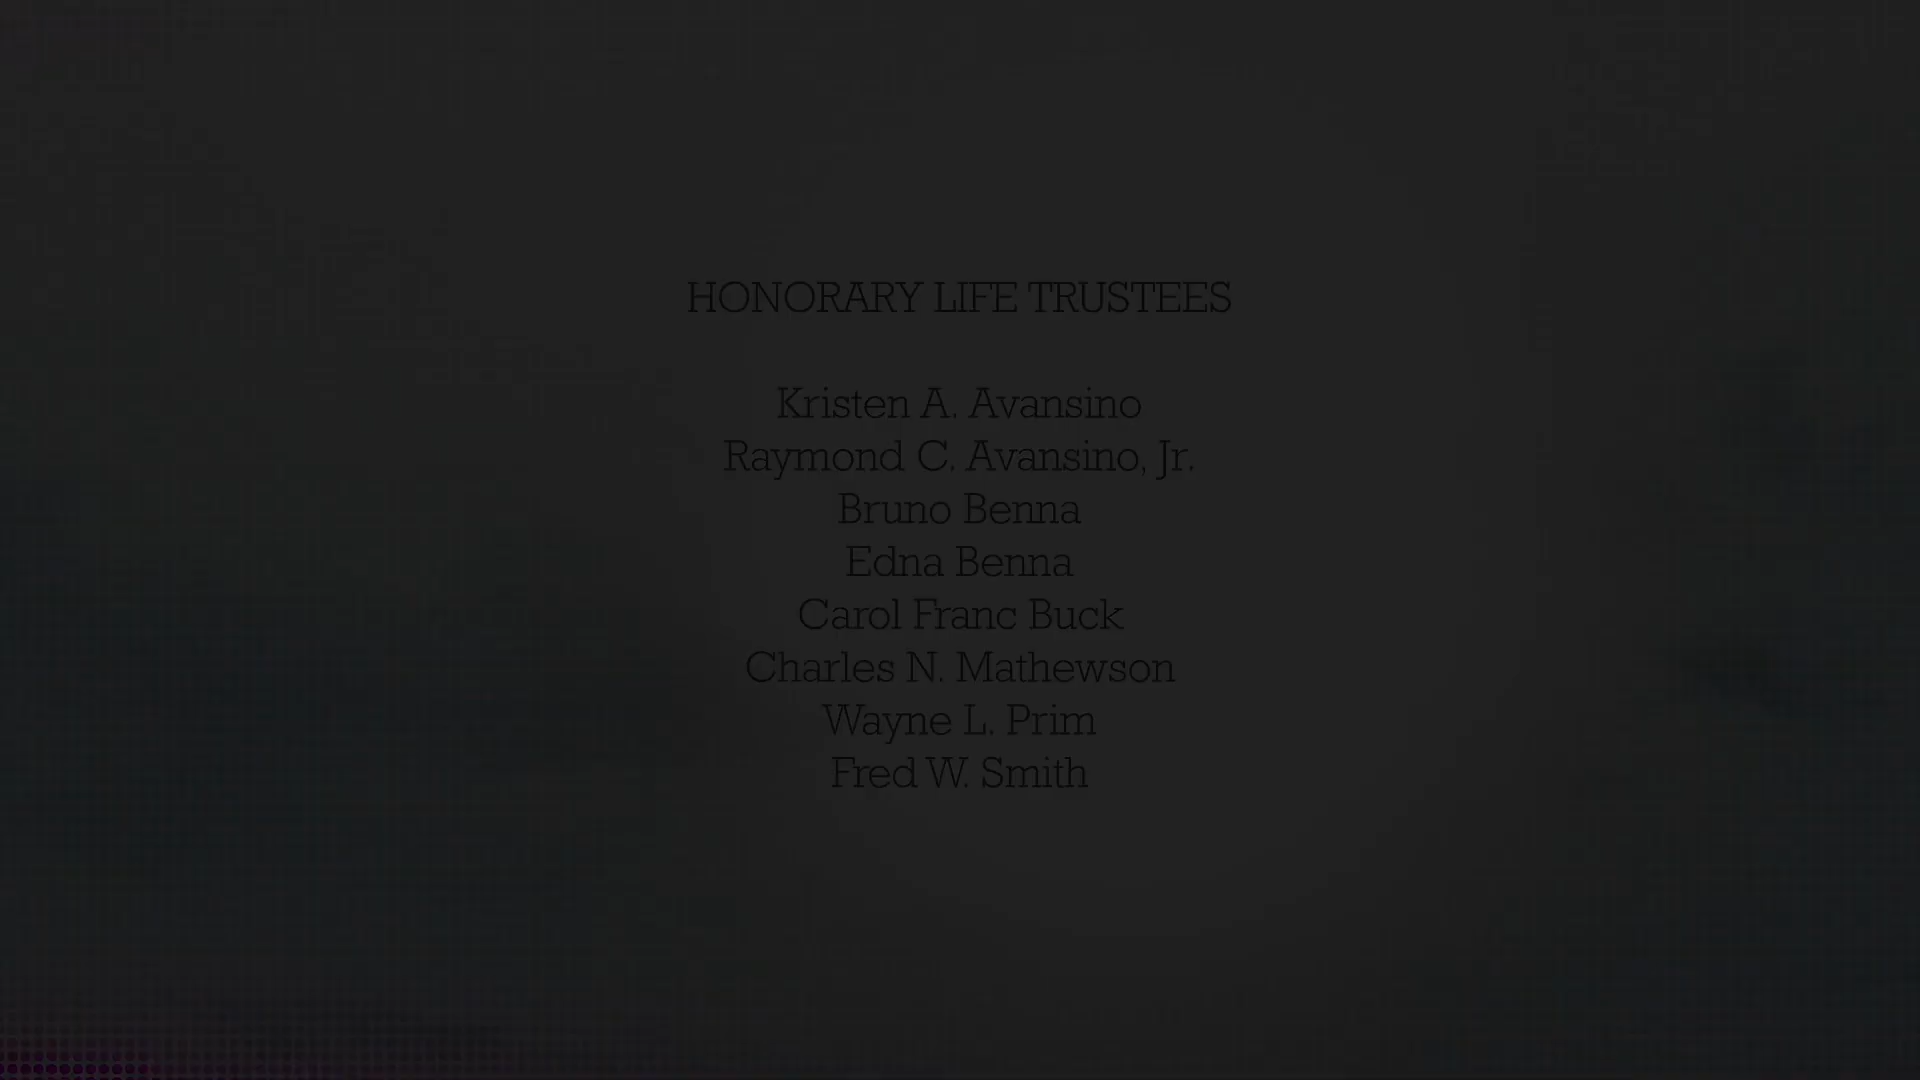 HONORARY LIFE TRUSTEES
Kristen A. Avansino
Raymond C. Avansino, Jr.
Bruno Benna
Edna Benna
Carol Franc Buck
Charles N. Mathewson
Wayne L. Prim
Fred W. Smith